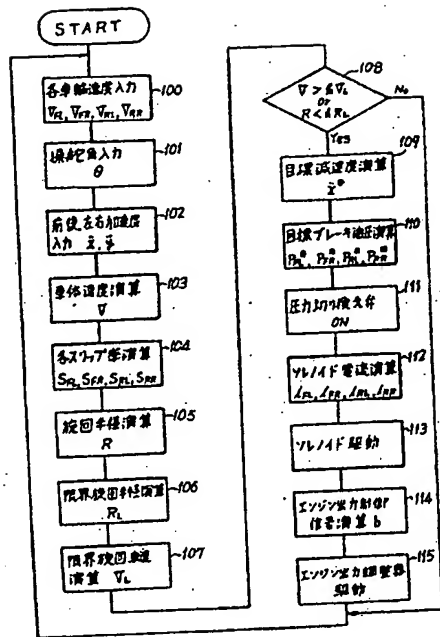 START
各車輪速度入力
V_FL, V_FR, V_RL, V_RR
100
操舵角入力
θ
101
前後左右加速度
入力 ẍ, ÿ
102
車体速度演算
V
103
各スリップ率演算
S_FL, S_FR, S_RL, S_RR
104
旋回半径演算
R
105
限界旋回半径演算
R_L
106
限界旋回車速
演算 V_L
107
108
or
No
Yes
目標減速度演算
109
目標ブレーキ液圧演算
110
圧力切り換え弁
ON
111
ソレノイド電流演算
i_FL, i_FR, i_RL, i_RR
112
ソレノイド駆動
113
エンジン出力制御
信号演算 b
114
エンジン出力調整器
駆動
115